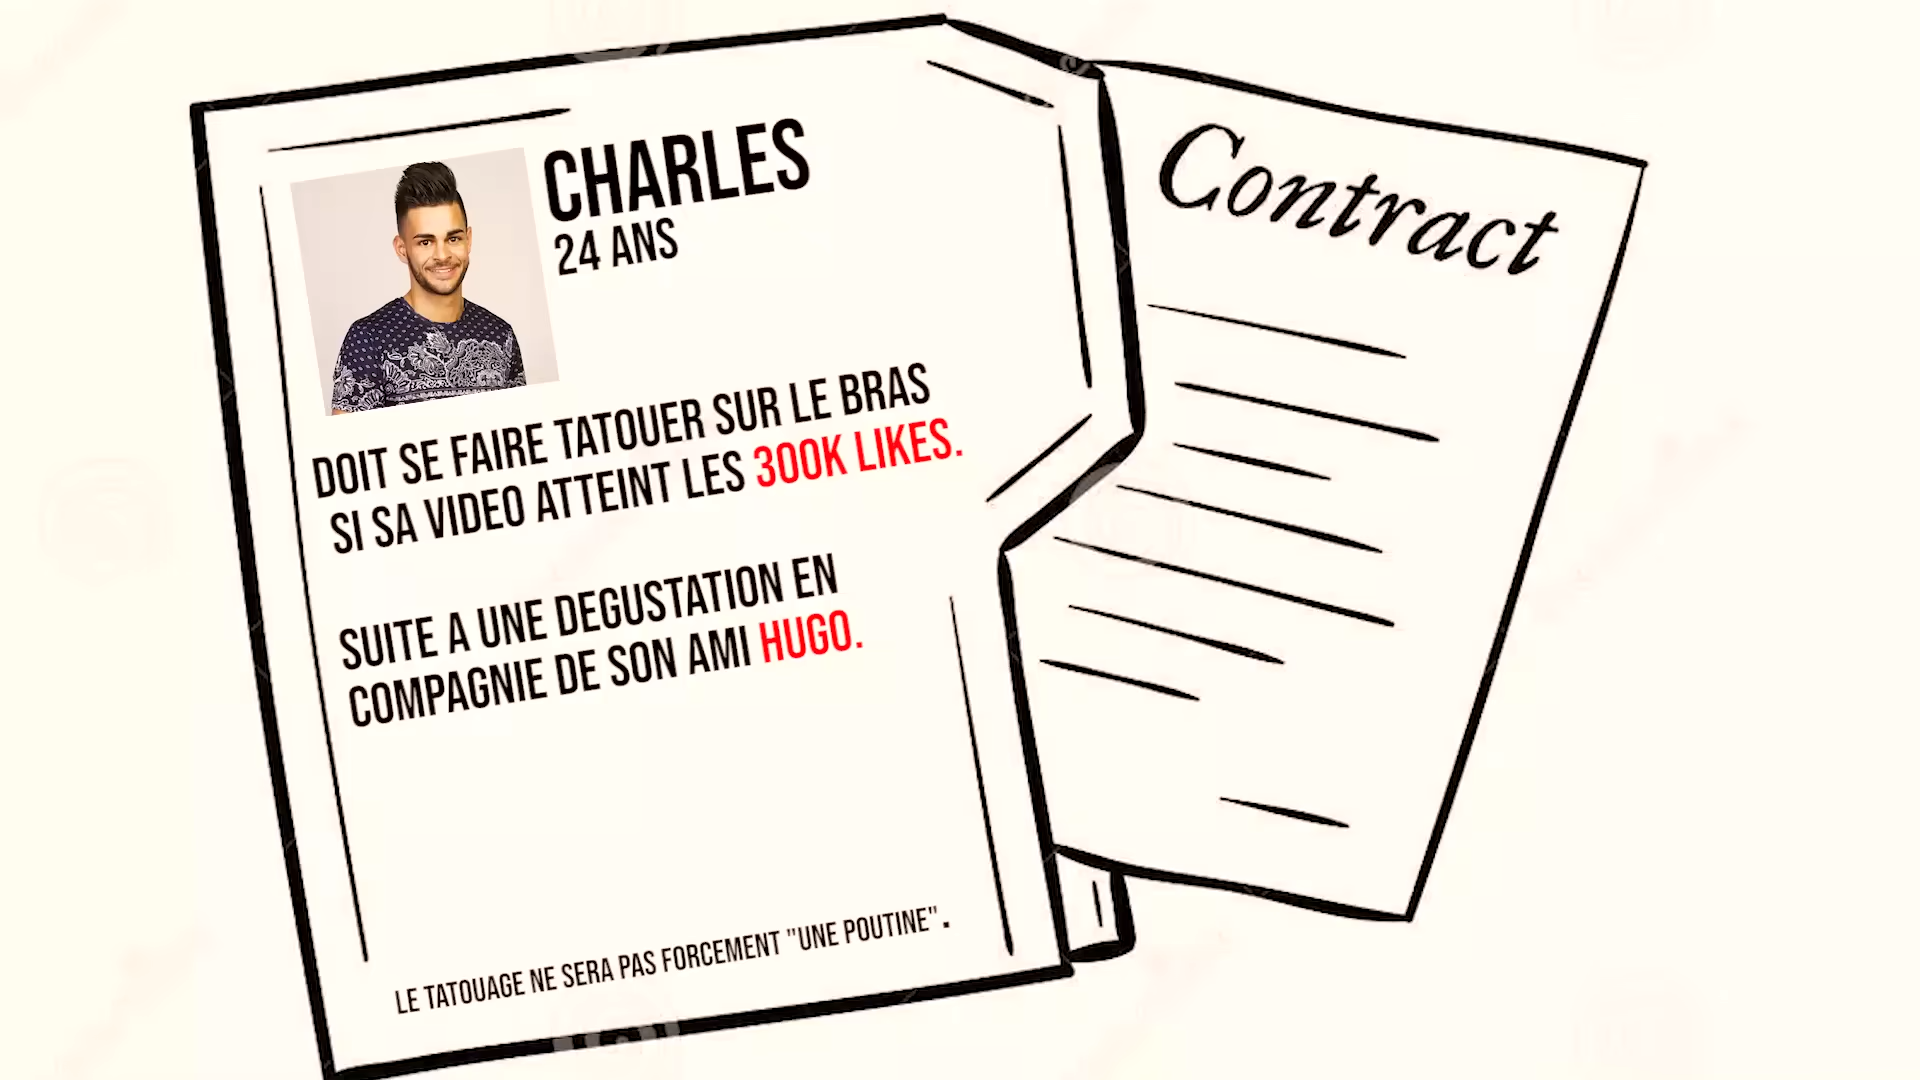 CHARLES
24 ANS
DOIT SE FAIRE TATOUER SUR LE BRAS
SI SA VIDEO ATTEINT LES 300K LIKES.
SUITE A UNE DEGUSTATION EN
COMPAGNIE DE SON AMI HUGO.
LE TATOUAGE NE SERA PAS FORCEMENT "UNE POUTINE".
Contract